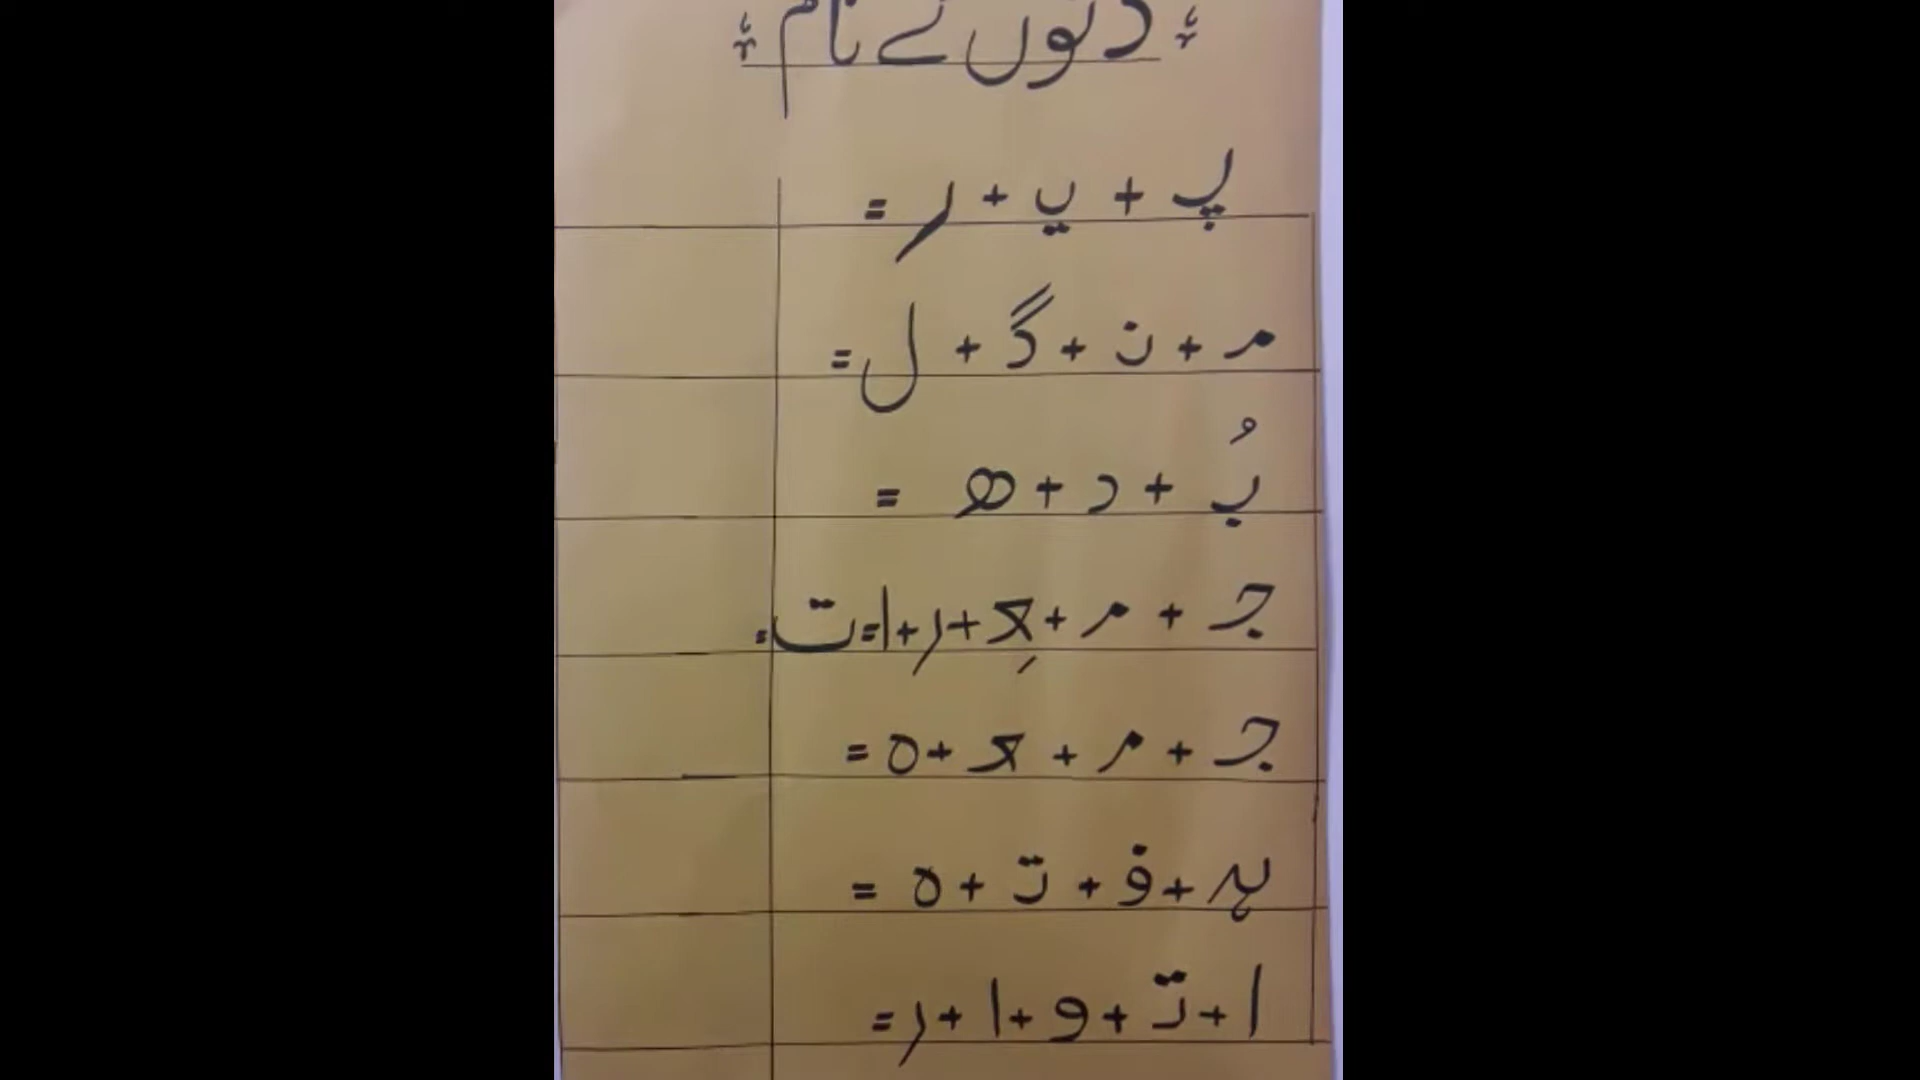 دنوں کے نام
پ + ی + ر =
م + ن + گ + ل =
بُ + د + ھ =
ج + م + عِ + ر + ا = ت =
ج + م + ع + ہ =
ہ + ف + ت + ہ =
ا + ت + و + ا + ر =